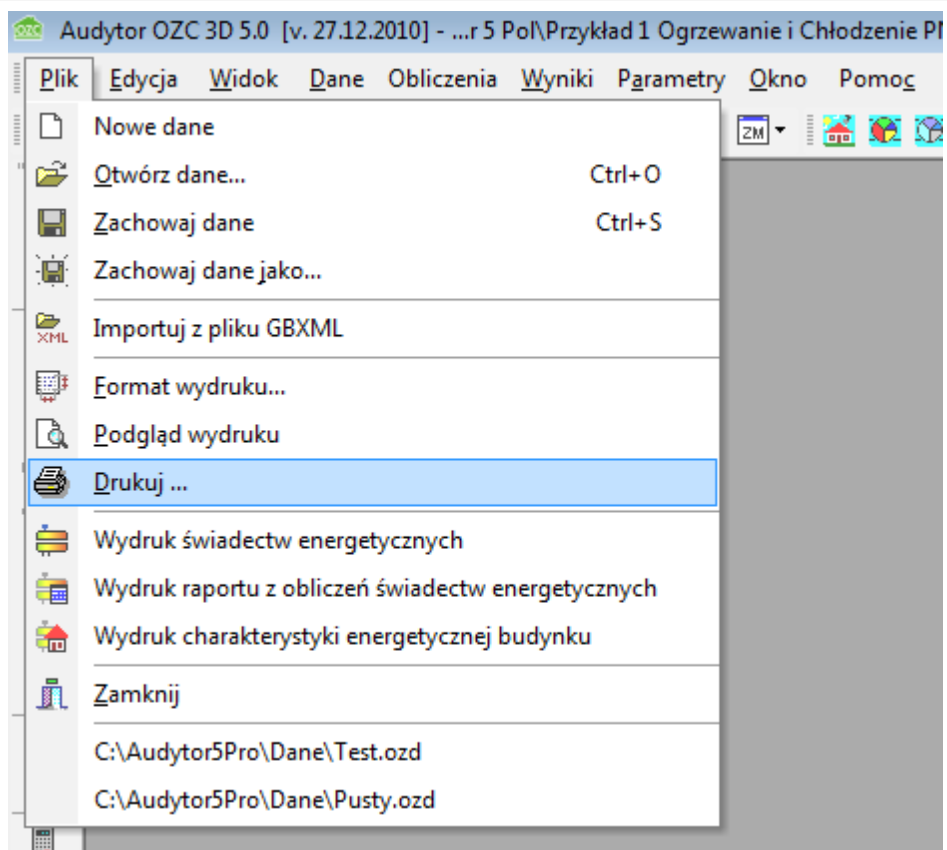 Audytor OZC 3D 5.0 [v. 27.12.2010] - ...r 5 Pol\Przykład 1 Ogrzewanie i Chłodzenie
Plik Edycja Widok Dane Obliczenia Wyniki Parametry Okno Pomoc
Nowe dane
ZM
Otwórz dane... Ctrl+O
Zachowaj dane Ctrl+S
Zachowaj dane jako...
XML Importuj z pliku GBXML
Format wydruku...
Podgląd wydruku
Drukuj ...
Wydruk świadectw energetycznych
Wydruk raportu z obliczeń świadectw energetycznych
Wydruk charakterystyki energetycznej budynku
Zamknij
C:\Audytor5Pro\Dane\Test.ozd
C:\Audytor5Pro\Dane\Pusty.ozd